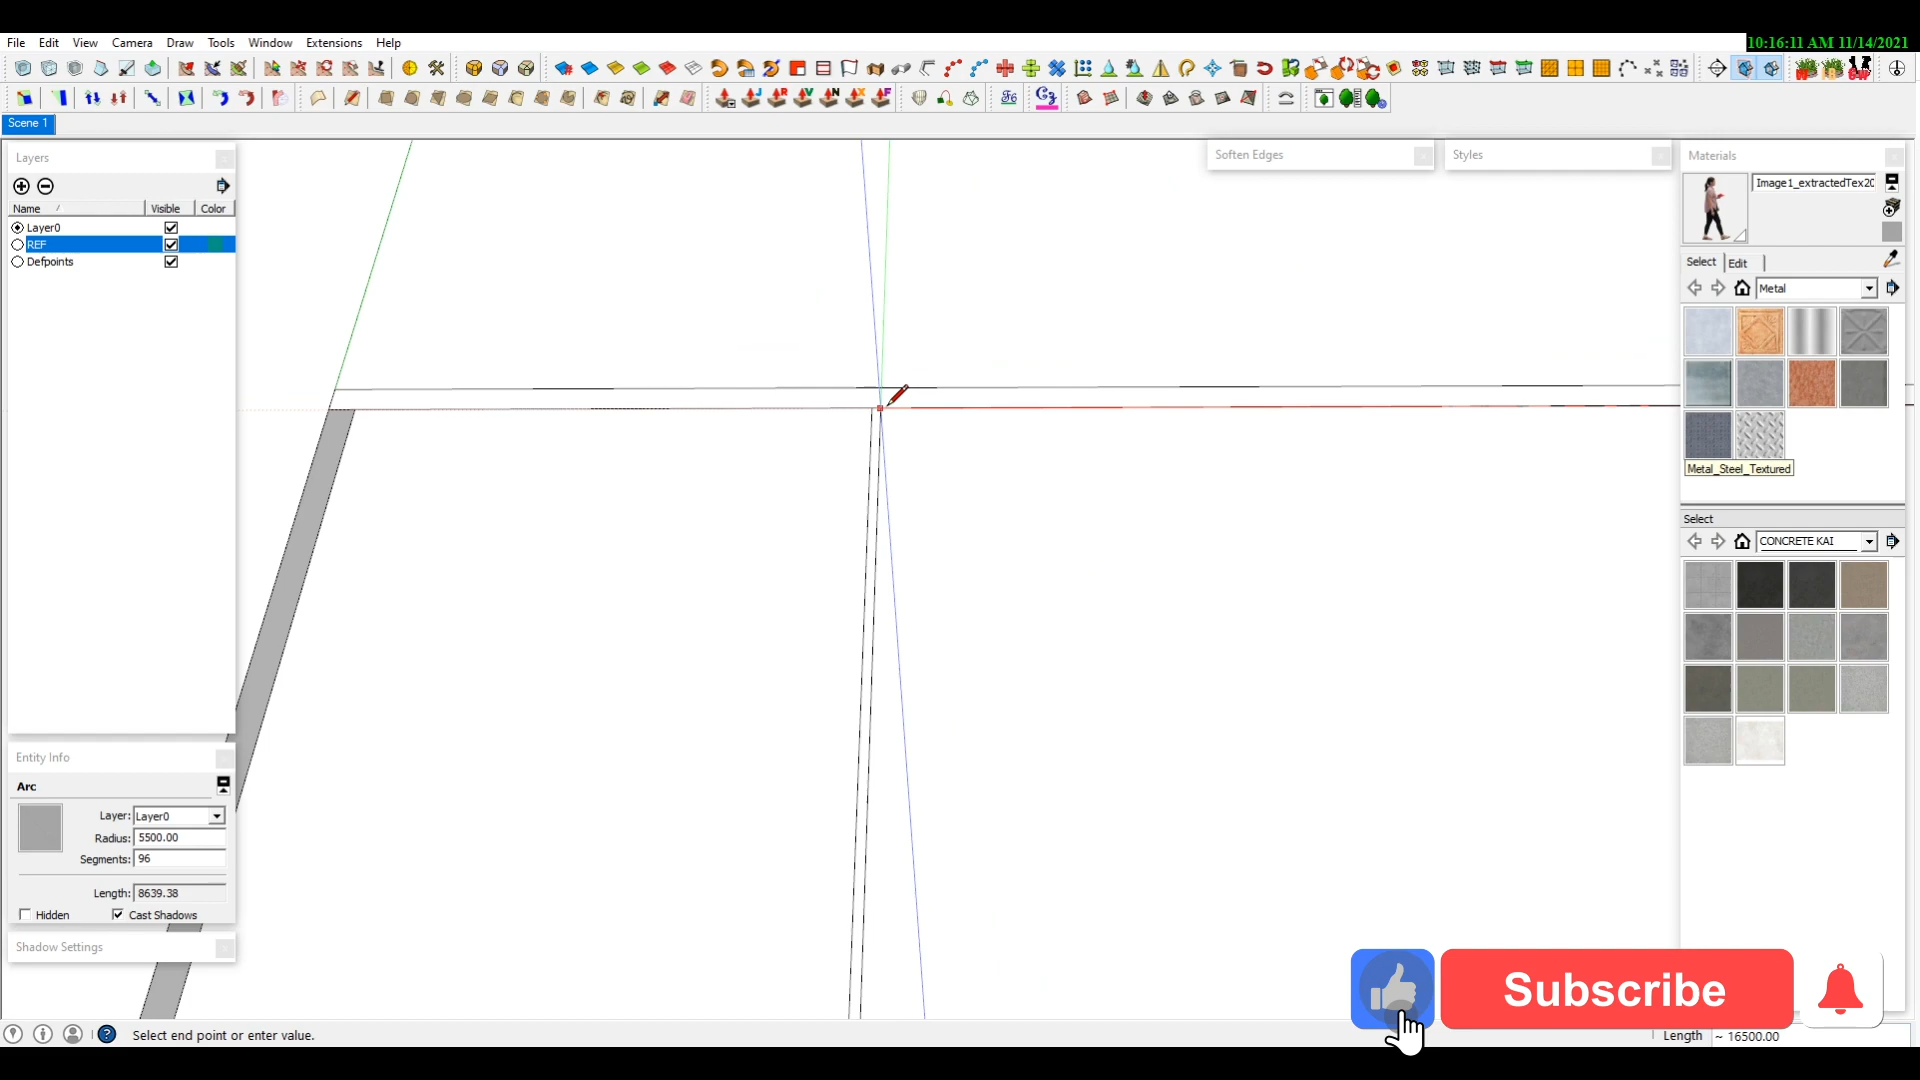 10:16:11 AM 11/14/2021
File Edit View Camera Draw Tools Window Extensions Help
Scene 1
Layers
Name Visible Color
Layer0
REF
Defpoints
Entity Info
Arc
Layer: Layer0
Radius: 5500.00
Segments: 96
Length: 8639.38
Hidden Cast Shadows
Shadow Settings
Soften Edges
Styles
Materials
Image1_extractedTex20
Select Edit
Metal
Metal_Steel_Textured
Select
CONCRETE KAI
Subscribe
Select end point or enter value.
Length ~ 16500.00